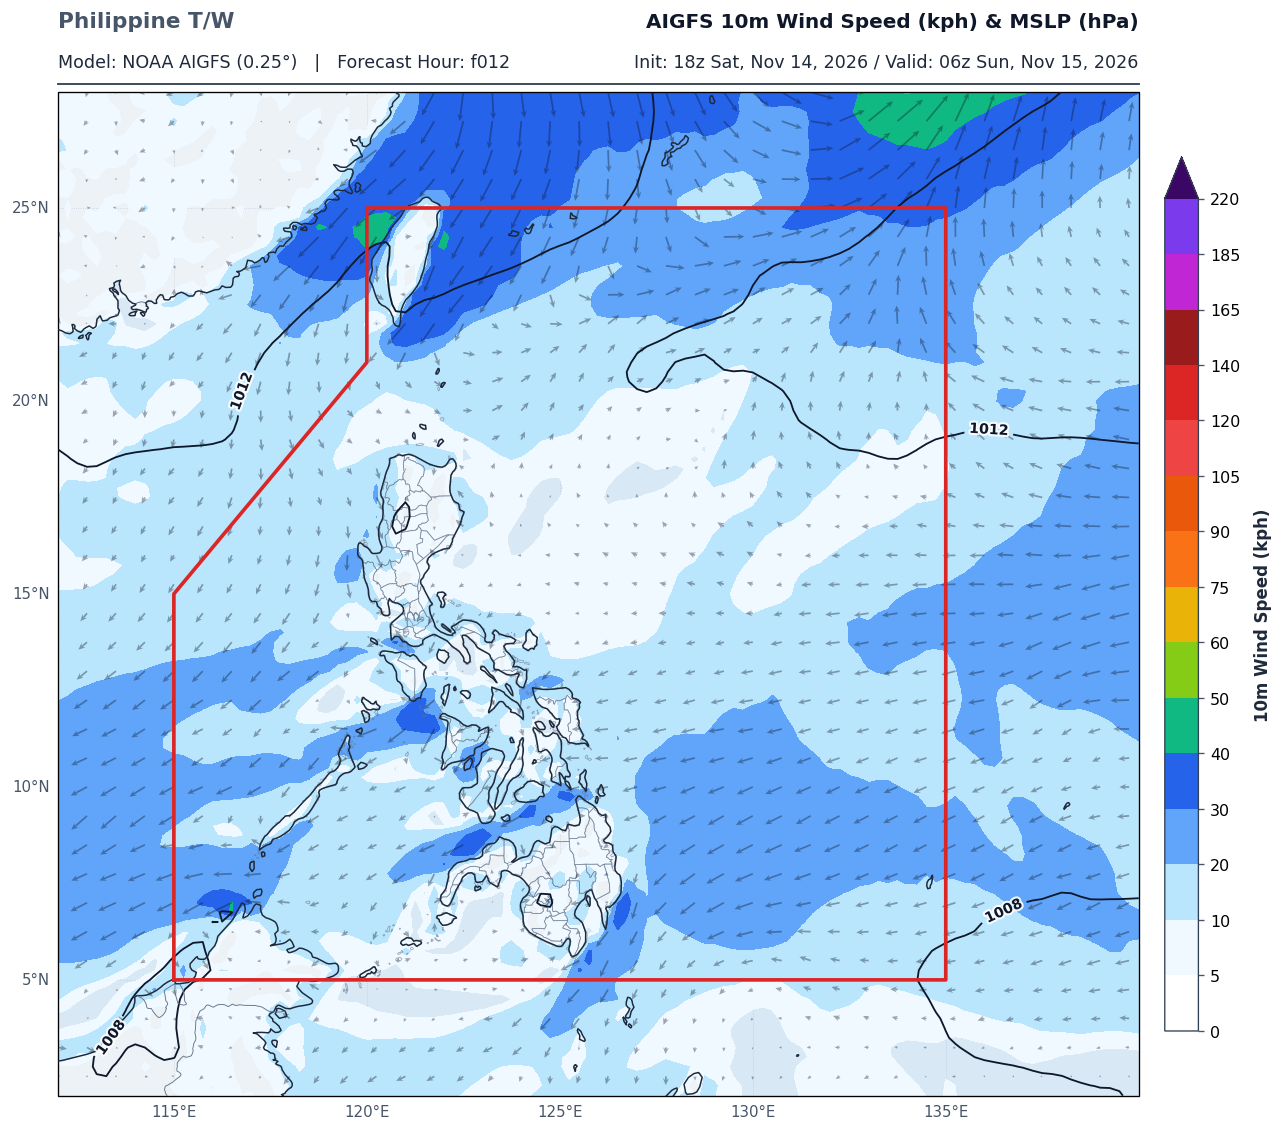 Philippine T/W
AIGFS 10m Wind Speed (kph) & MSLP (hPa)
Model: NOAA AIGFS (0.25°) | Forecast Hour: f012
Init: 18z Sat, Nov 14, 2026 / Valid: 06z Sun, Nov 15, 2026
25°N
20°N
15°N
10°N
5°N
115°E
120°E
125°E
130°E
135°E
1012
1012
1008
1008
220
185
165
140
120
105
90
75
60
50
40
30
20
10
5
0
10m Wind Speed (kph)